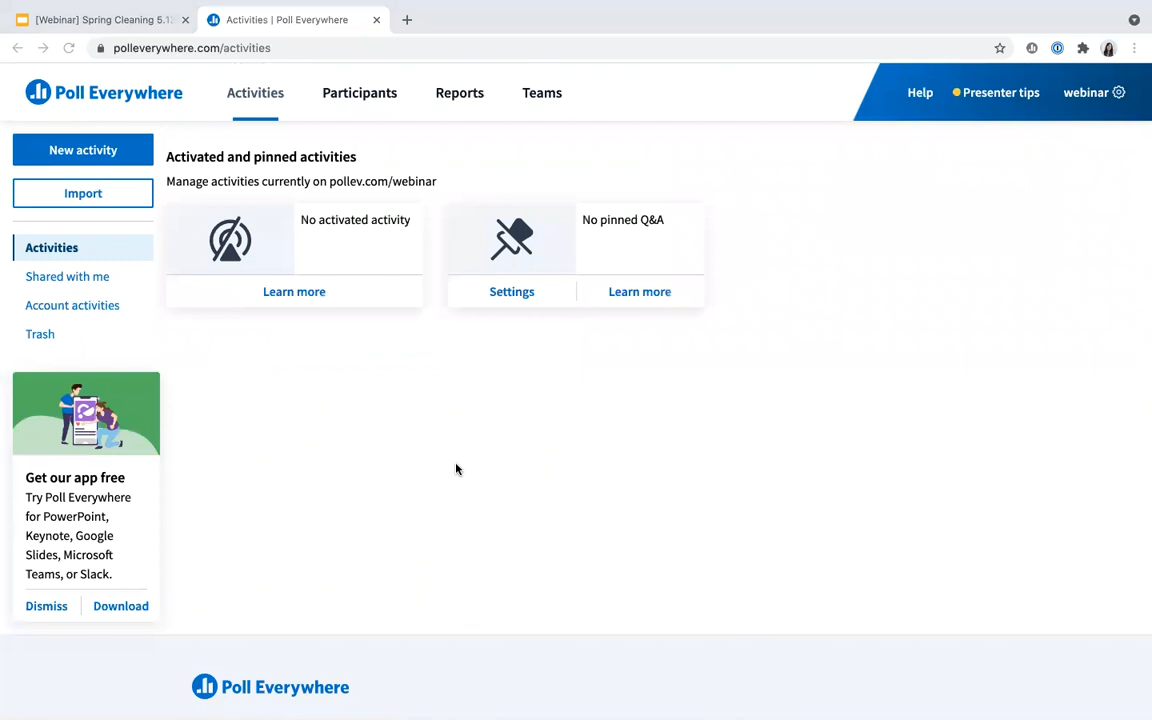 [Webinar] Spring Cleaning 5.1
Activities | Poll Everywhere
polleverywhere.com/activities
Poll Everywhere
Activities
Participants
Reports
Teams
Help
Presenter tips
webinar
New activity
Import
Activities
Shared with me
Account activities
Trash
Activated and pinned activities
Manage activities currently on pollev.com/webinar
No activated activity
Learn more
No pinned Q&A
Settings
Learn more
Get our app free
Try Poll Everywhere
for PowerPoint,
Keynote, Google
Slides, Microsoft
Teams, or Slack.
Dismiss
Download
Poll Everywhere